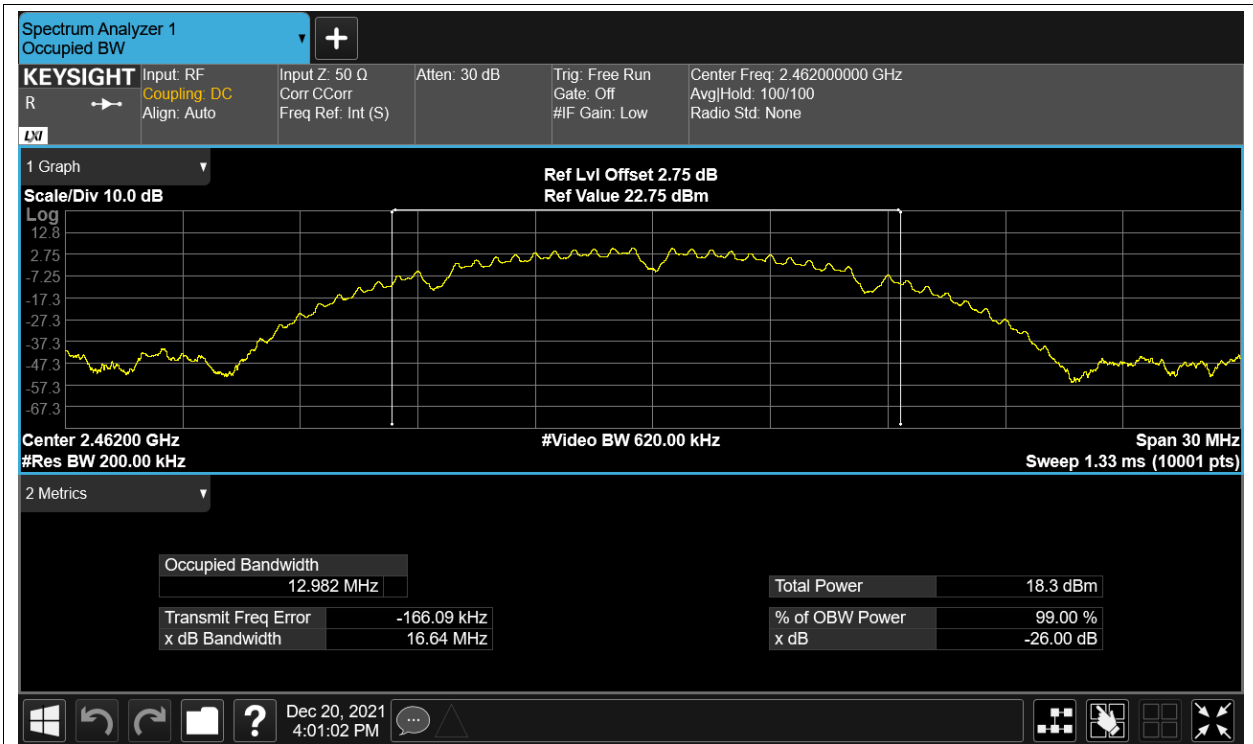 Spectrum Analyzer 1
Occupied BW
KEYSIGHT
R
LXI
Input: RF
Coupling: DC
Align: Auto
Input Z: 50 Ω
Corr CCorr
Freq Ref: Int (S)
Atten: 30 dB
Trig: Free Run
Gate: Off
#IF Gain: Low
Center Freq: 2.462000000 GHz
Avg|Hold: 100/100
Radio Std: None
1 Graph
Scale/Div 10.0 dB
Ref Lvl Offset 2.75 dB
Ref Value 22.75 dBm
Log
12.8
2.75
-7.25
-17.3
-27.3
-37.3
-47.3
-57.3
-67.3
Center 2.46200 GHz
#Video BW 620.00 kHz
Span 30 MHz
#Res BW 200.00 kHz
Sweep 1.33 ms (10001 pts)
2 Metrics
Occupied Bandwidth
12.982 MHz
Total Power 18.3 dBm
Transmit Freq Error -166.09 kHz
% of OBW Power 99.00 %
x dB Bandwidth 16.64 MHz
x dB -26.00 dB
?
Dec 20, 2021
4:01:02 PM